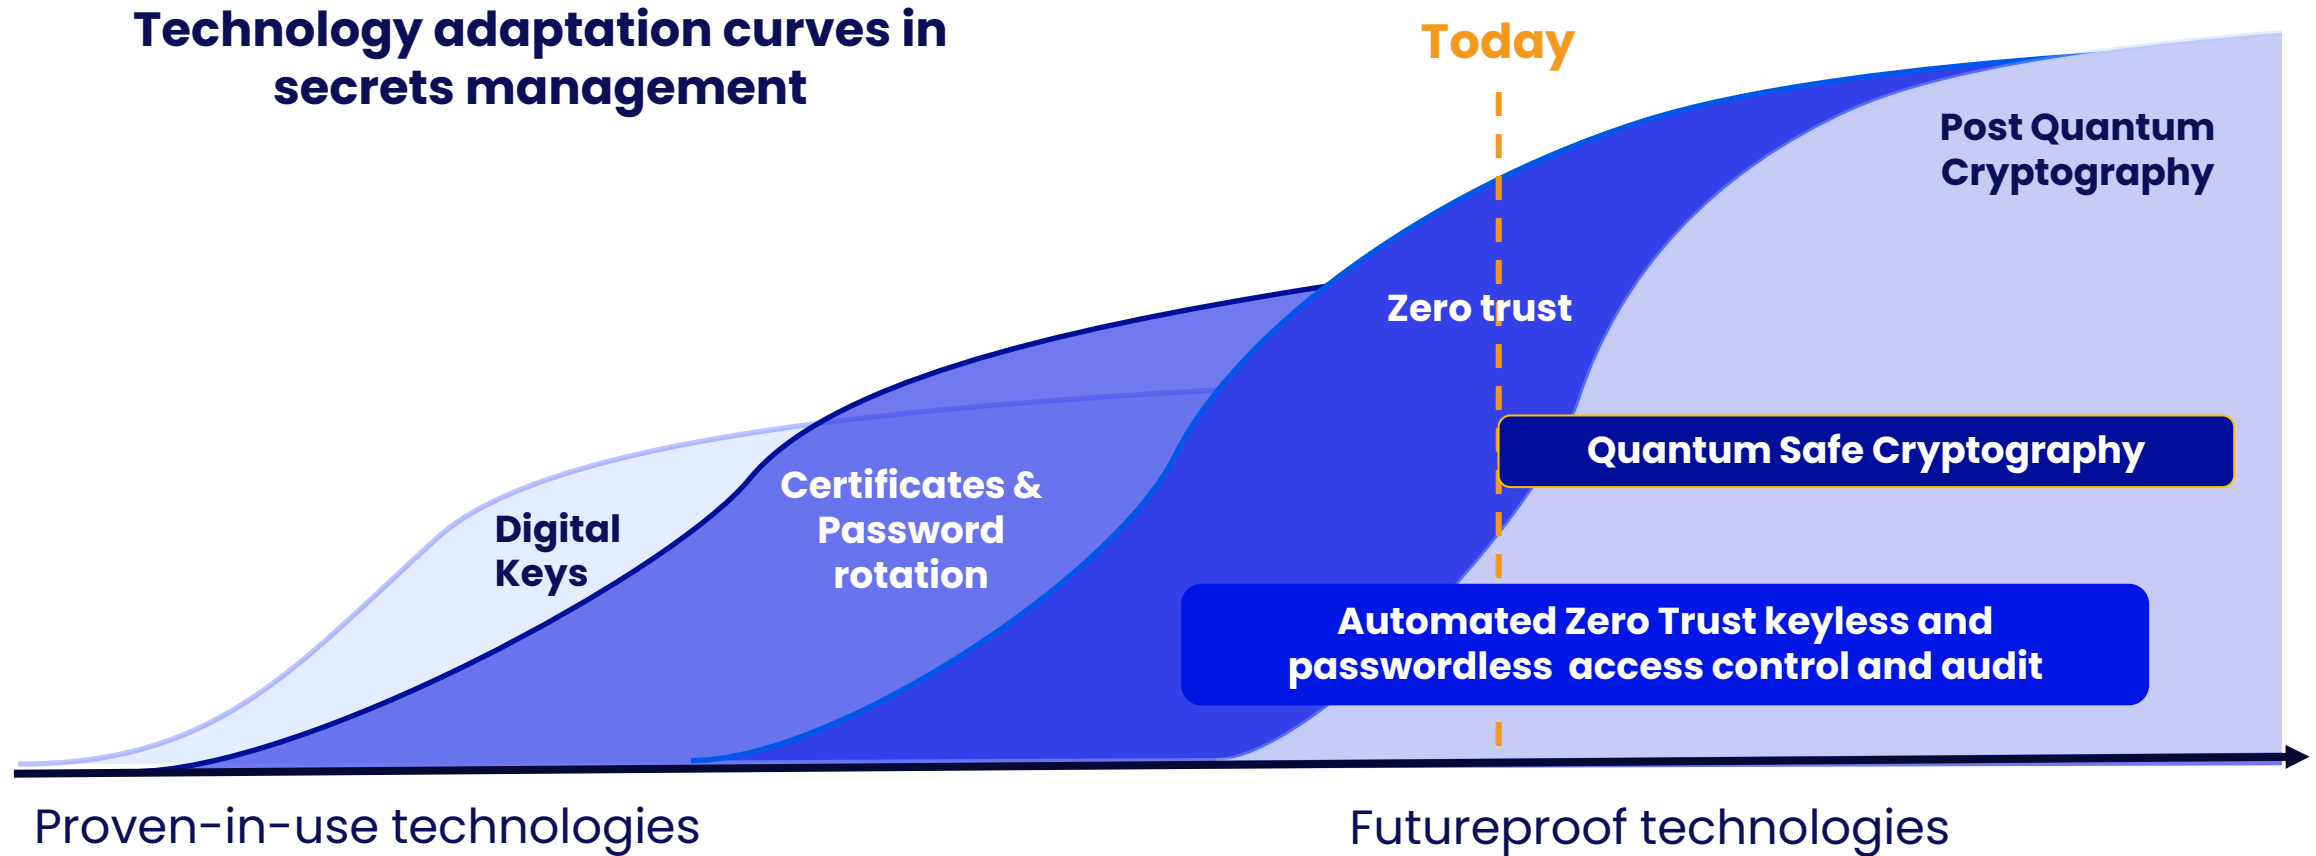 Technology adaptation curves in
secrets management
Today
Post Quantum
Cryptography
Zero trust
Quantum Safe Cryptography
Certificates &
Password
rotation
Digital
Keys
Automated Zero Trust keyless and
passwordless  access control and audit
Proven-in-use technologies
Futureproof technologies